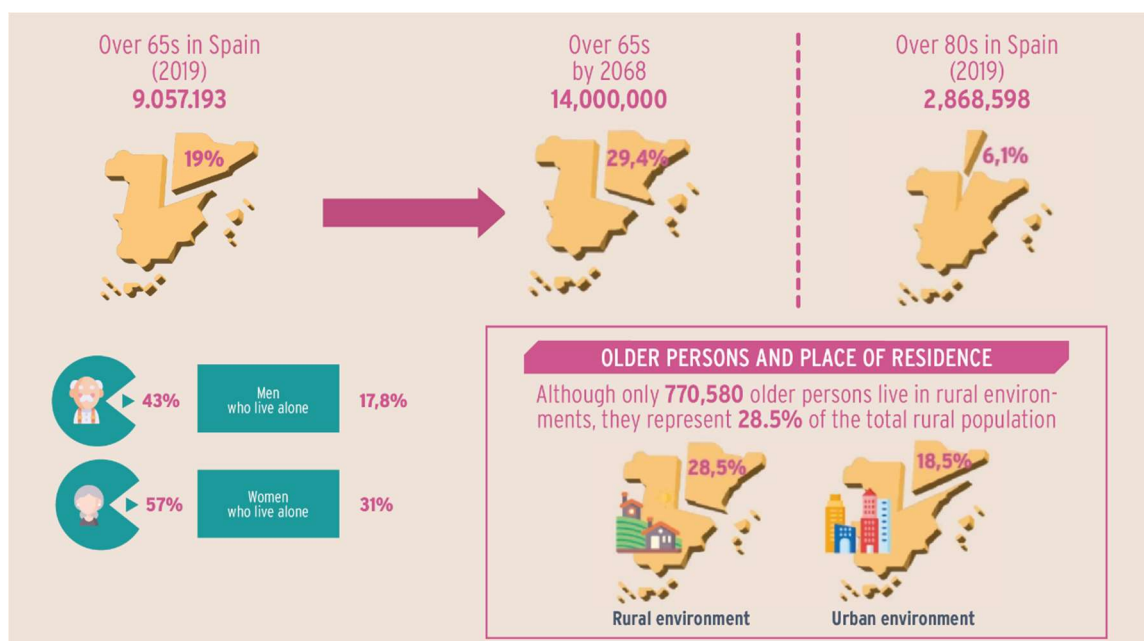 Over 65s in Spain
(2019)
9.057.193
19%
Over 65s
by 2068
14,000,000
29,4%
Over 80s in Spain
(2019)
2,868,598
6,1%
43%
Men
who live alone
17,8%
57%
Women
who live alone
31%
OLDER PERSONS AND PLACE OF RESIDENCE
Although only 770,580 older persons live in rural environ-
ments, they represent 28.5% of the total rural population
28,5%
Rural environment
18,5%
Urban environment